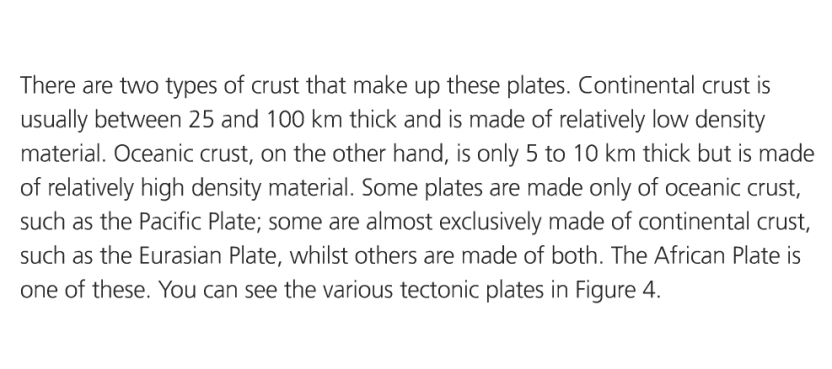 There are two types of crust that make up these plates. Continental crust is
usually between 25 and 100 km thick and is made of relatively low density
material. Oceanic crust, on the other hand, is only 5 to 10 km thick but is made
of relatively high density material. Some plates are made only of oceanic crust,
such as the Pacific Plate; some are almost exclusively made of continental crust,
such as the Eurasian Plate, whilst others are made of both. The African Plate is
one of these. You can see the various tectonic plates in Figure 4.